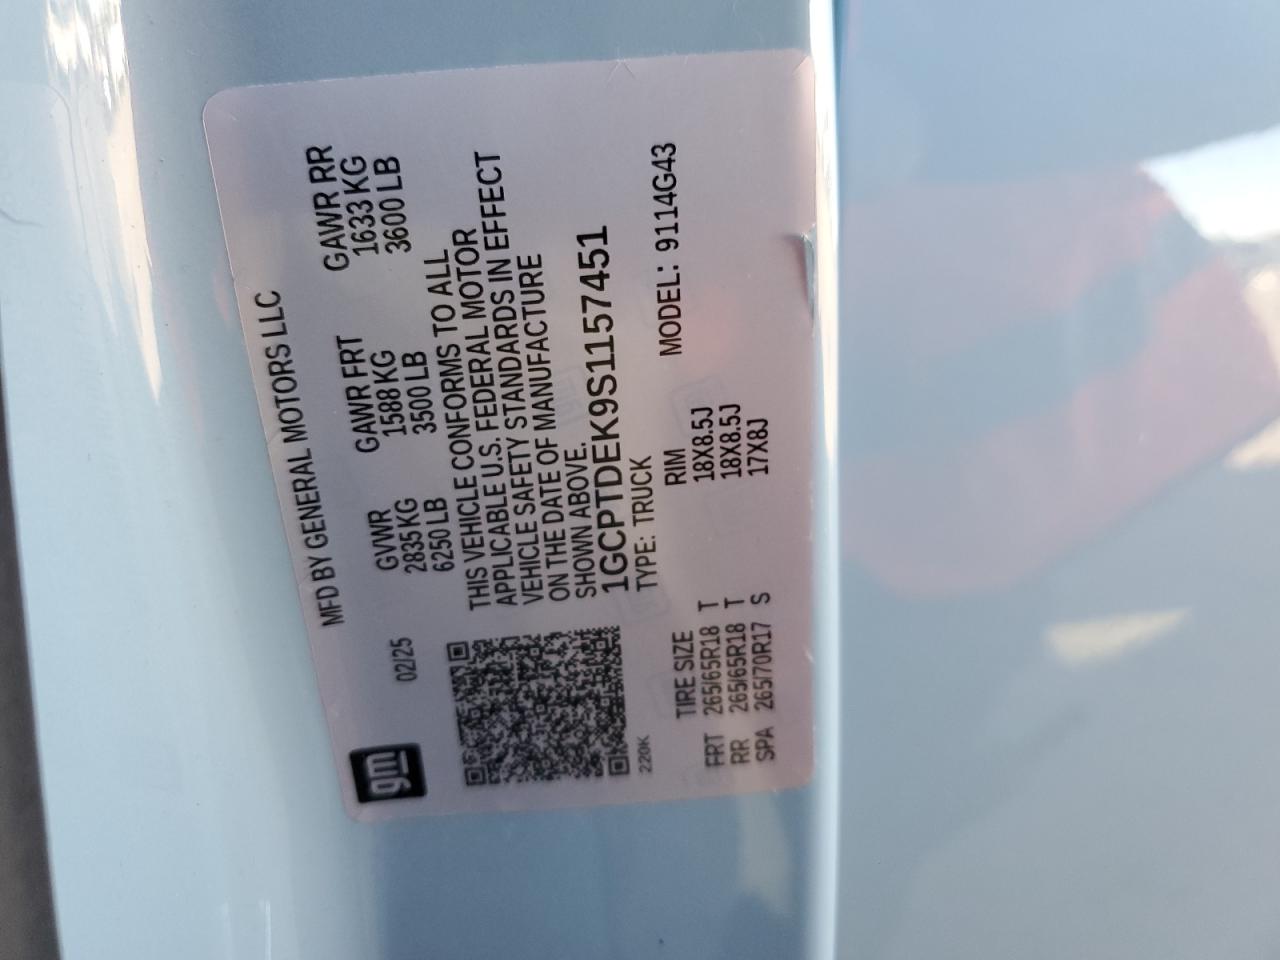 gm
02/25
MFD BY GENERAL MOTORS LLC
GVWR GAWR FRT GAWR RR
2835 KG 1588 KG 1633 KG
6250 LB 3500 LB 3600 LB
THIS VEHICLE CONFORMS TO ALL
APPLICABLE U.S. FEDERAL MOTOR
VEHICLE SAFETY STANDARDS IN EFFECT
ON THE DATE OF MANUFACTURE
SHOWN ABOVE.
1GCPTDEK9S1157451
220K
TYPE: TRUCK MODEL: 9114G43
TIRE SIZE RIM
FRT 265/65R18 T 18X8.5J
RR 265/65R18 T 18X8.5J
SPA 265/70R17 S 17X8J